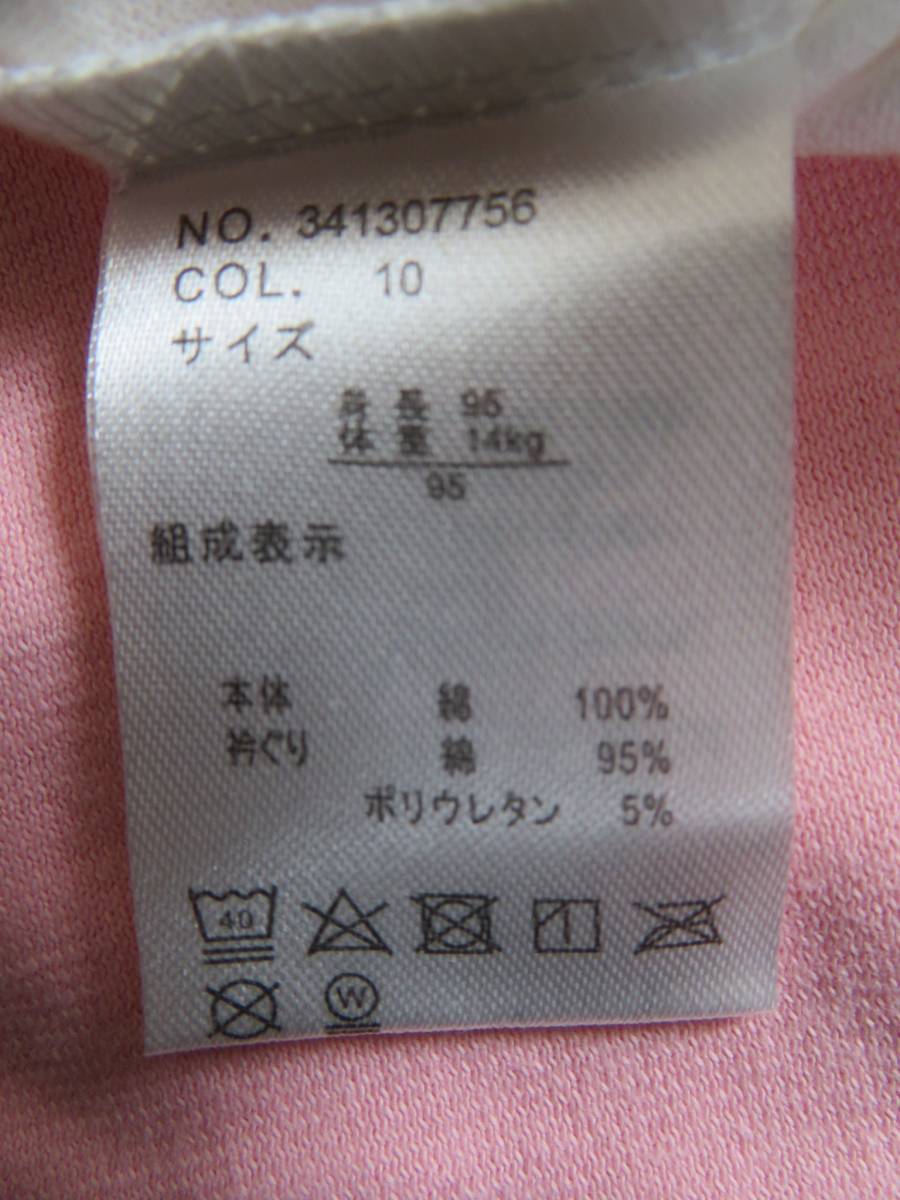 NO. 341307756
COL. 10
サイズ
身長 95
体重 14kg
95
組成表示
本体 綿 100%
衿ぐり 綿 95%
ポリウレタン 5%
40
W